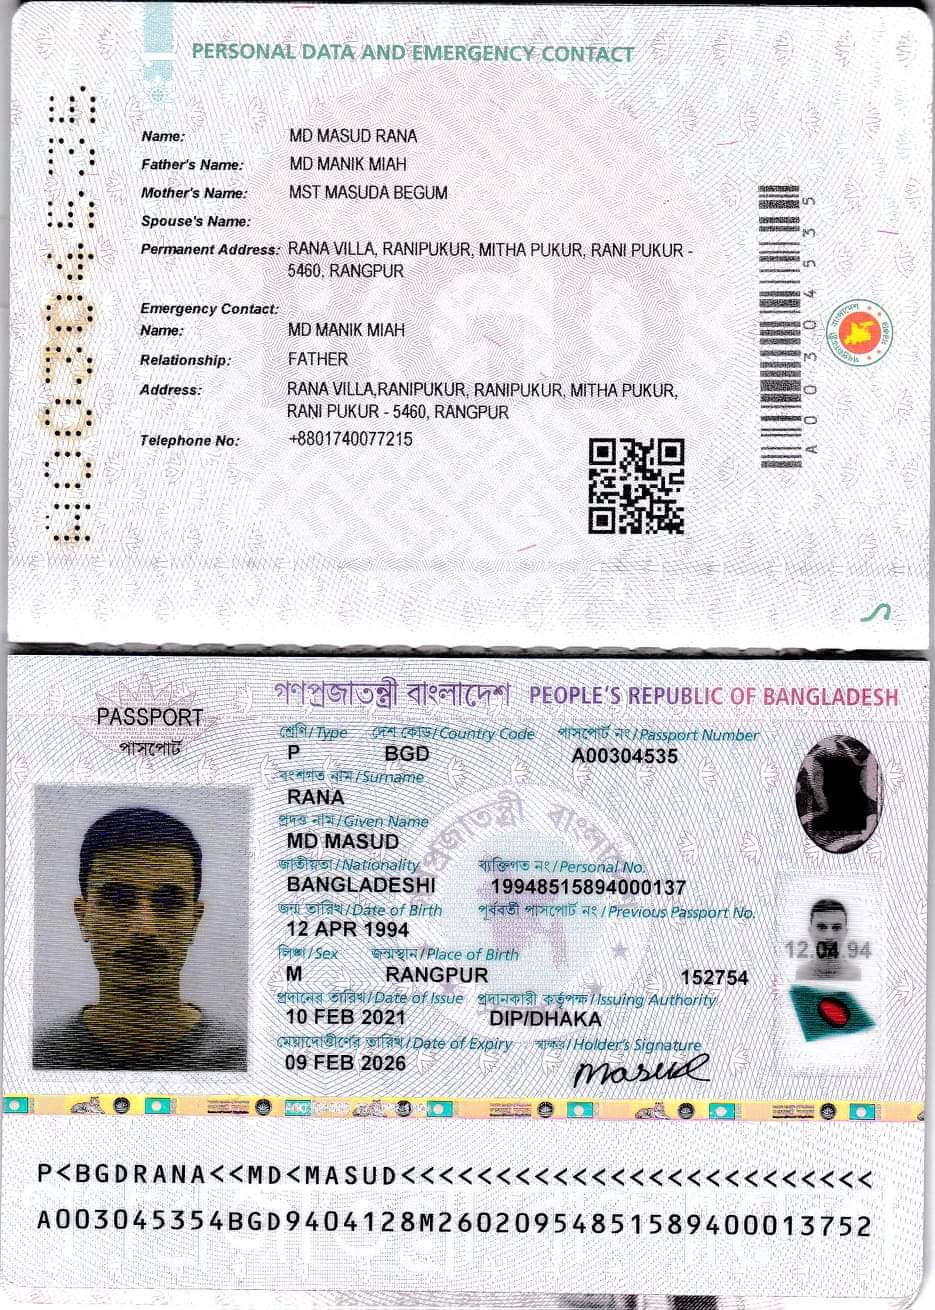 PERSONAL DATA AND EMERGENCY CONTACT
Name: MD MASUD RANA
Father's Name: MD MANIK MIAH
Mother's Name: MST MASUDA BEGUM
Spouse's Name:
Permanent Address: RANA VILLA, RANIPUKUR, MITHA PUKUR, RANI PUKUR -
5460, RANGPUR
Emergency Contact:
Name: MD MANIK MIAH
Relationship: FATHER
Address: RANA VILLA,RANIPUKUR, RANIPUKUR, MITHA PUKUR,
RANI PUKUR - 5460, RANGPUR
Telephone No: +8801740077215
A00304535
A00304535
গণপ্রজাতন্ত্রী বাংলাদেশ PEOPLE'S REPUBLIC OF BANGLADESH
PASSPORT
পাসপোর্ট
শ্রেণি/Type দেশ কোড/Country Code পাসপোর্ট নং/Passport Number
P BGD A00304535
বংশগত নাম/Surname
RANA
প্রদত্ত নাম/Given Name
MD MASUD
জাতীয়তা/Nationality ব্যক্তিগত নং/Personal No.
BANGLADESHI 19948515894000137
জন্ম তারিখ/Date of Birth পূর্ববর্তী পাসপোর্ট নং/Previous Passport No.
12 APR 1994
লিঙ্গ/Sex জন্মস্থান/Place of Birth
M RANGPUR 152754
12.04.94
প্রদানের তারিখ/Date of Issue প্রদানকারী কর্তৃপক্ষ/Issuing Authority
10 FEB 2021 DIP/DHAKA
মেয়াদোত্তীর্ণের তারিখ/Date of Expiry স্বাক্ষর/Holder's Signature
09 FEB 2026 Masud
P<BGDRANA<<MD<MASUD<<<<<<<<<<<<<<<<<<<<<<<<<
A003045354BGD9404128M26020954851589400013752